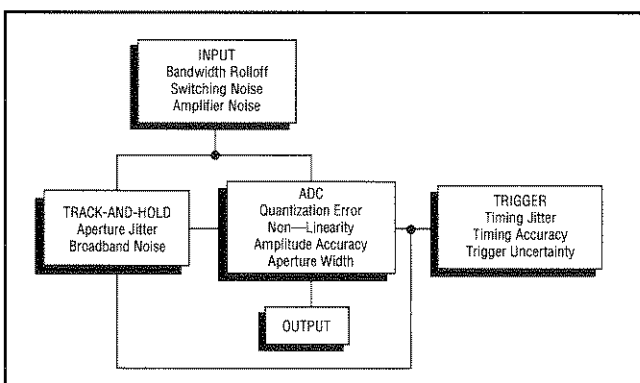 INPUT
Bandwidth Rolloff
Switching Noise
Amplifier Noise
TRACK-AND-HOLD
Aperture Jitter
Broadband Noise
ADC
Quantization Error
Non—Linearity
Amplitude Accuracy
Aperture Width
TRIGGER
Timing Jitter
Timing Accuracy
Trigger Uncertainty
OUTPUT